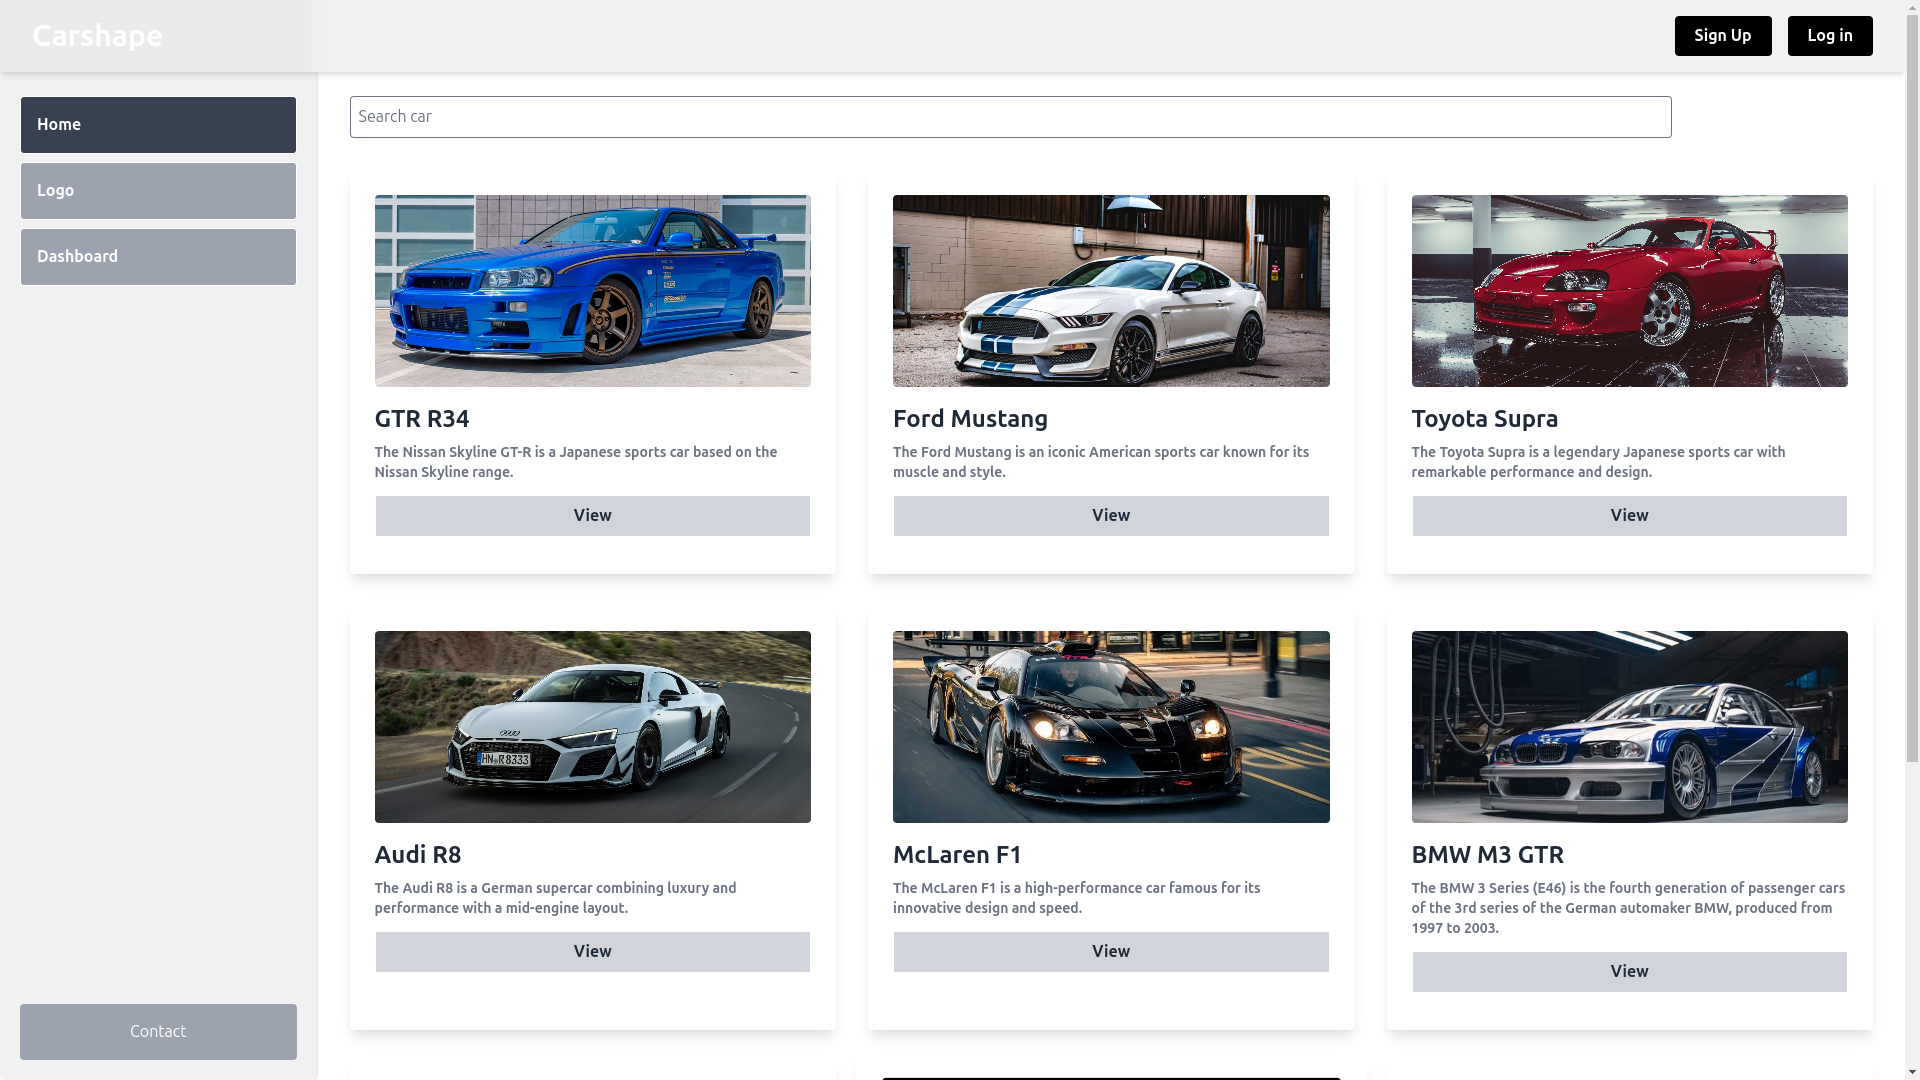 Carshape
Sign Up
Log in
Home
Logo
Dashboard
Contact
Search car
GTR R34
The Nissan Skyline GT-R is a Japanese sports car based on the
Nissan Skyline range.
View
Ford Mustang
The Ford Mustang is an iconic American sports car known for its
muscle and style.
View
Toyota Supra
The Toyota Supra is a legendary Japanese sports car with
remarkable performance and design.
View
HN R8333
Audi R8
The Audi R8 is a German supercar combining luxury and
performance with a mid-engine layout.
View
McLaren F1
The McLaren F1 is a high-performance car famous for its
innovative design and speed.
View
BMW M3 GTR
The BMW 3 Series (E46) is the fourth generation of passenger cars
of the 3rd series of the German automaker BMW, produced from
1997 to 2003.
View